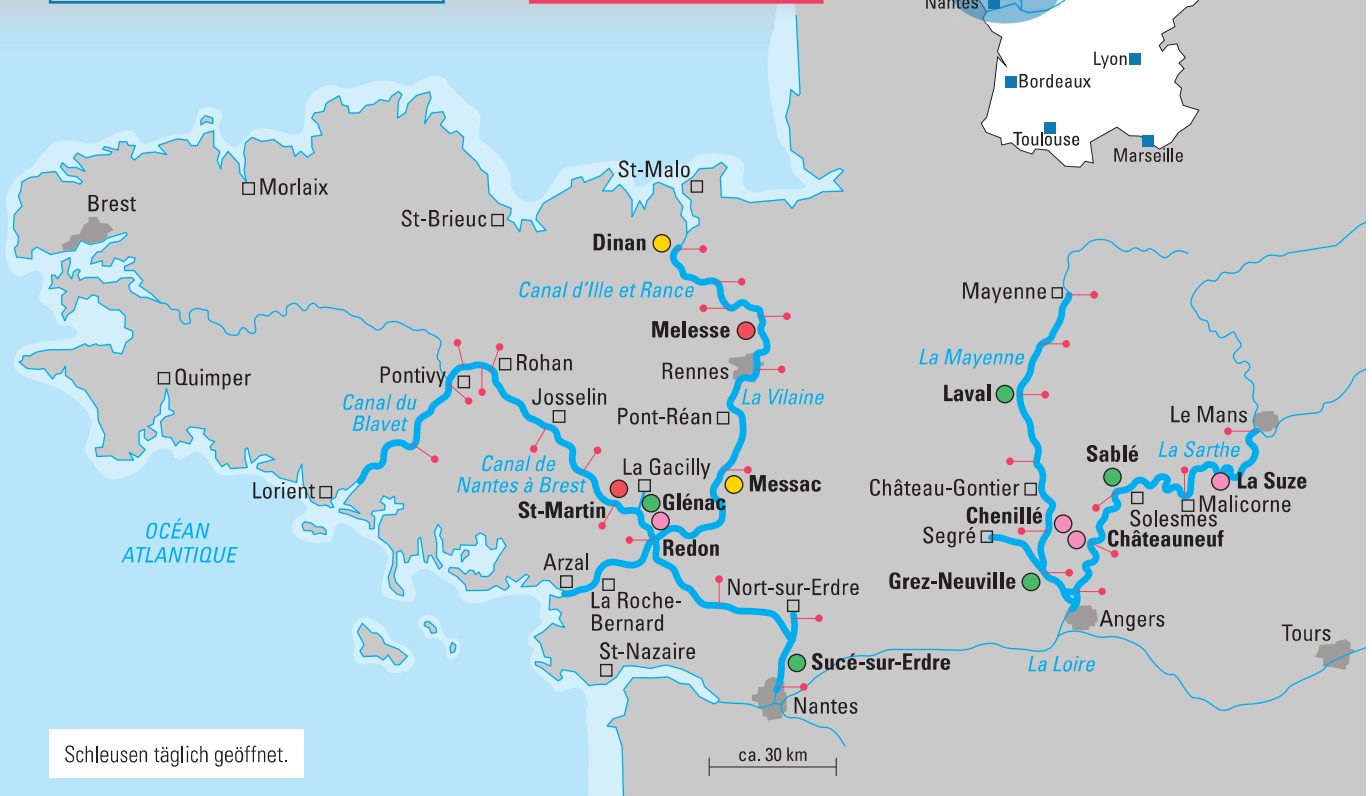 Nantes
Lyon
Bordeaux
Toulouse
Marseille
St-Malo
Morlaix
Brest
St-Brieuc
Dinan
Canal d'Ille et Rance
Mayenne
Melesse
La Mayenne
Rennes
Rohan
Pontivy
Quimper
Josselin
La Vilaine
Laval
Canal du
Blavet
Pont-Réan
Le Mans
La Sarthe
Sablé
Canal de
Nantes à Brest
La Gacilly
Messac
La Suze
Lorient
Château-Gontier
Malicorne
St-Martin
Glénac
Chenillé
Solesmes
OCÉAN
ATLANTIQUE
Segré
Châteauneuf
Redon
Arzal
Grez-Neuville
Nort-sur-Erdre
La Roche-
Bernard
Angers
Tours
St-Nazaire
Sucé-sur-Erdre
La Loire
Nantes
Schleusen täglich geöffnet.
ca. 30 km